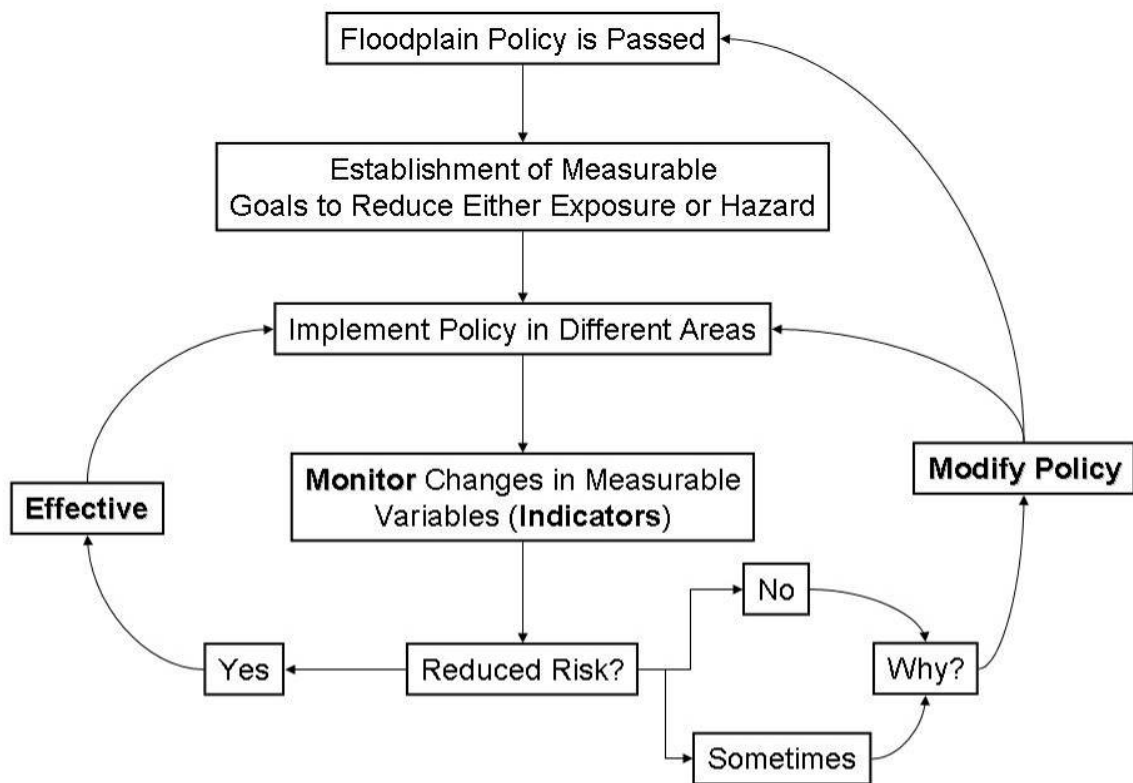 Floodplain Policy is Passed
Establishment of Measurable
Goals to Reduce Either Exposure or Hazard
Implement Policy in Different Areas
Monitor Changes in Measurable
Variables (Indicators)
Modify Policy
Effective
No
Yes
Reduced Risk?
Why?
Sometimes